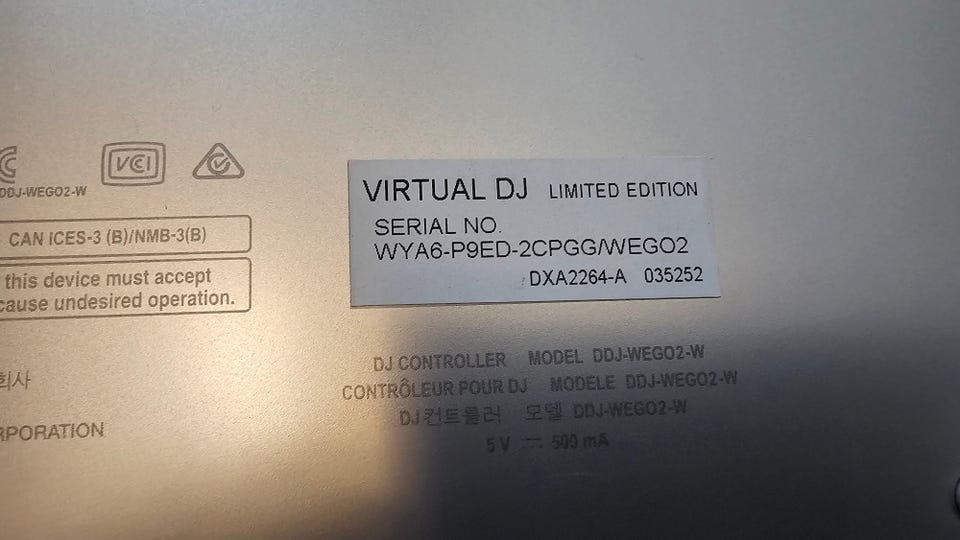 VCCI
DDJ-WEGO2-W
CAN ICES-3 (B)/NMB-3(B)
this device must accept
cause undesired operation.
회사
RPORATION
VIRTUAL DJ LIMITED EDITION
SERIAL NO.
WYA6-P9ED-2CPGG/WEGO2
DXA2264-A 035252
DJ CONTROLLER MODEL DDJ-WEGO2-W
CONTRÔLEUR POUR DJ MODELE DDJ-WEGO2-W
DJ 컨트롤러 모델 DDJ-WEGO2-W
5 V ⎓ 500 mA